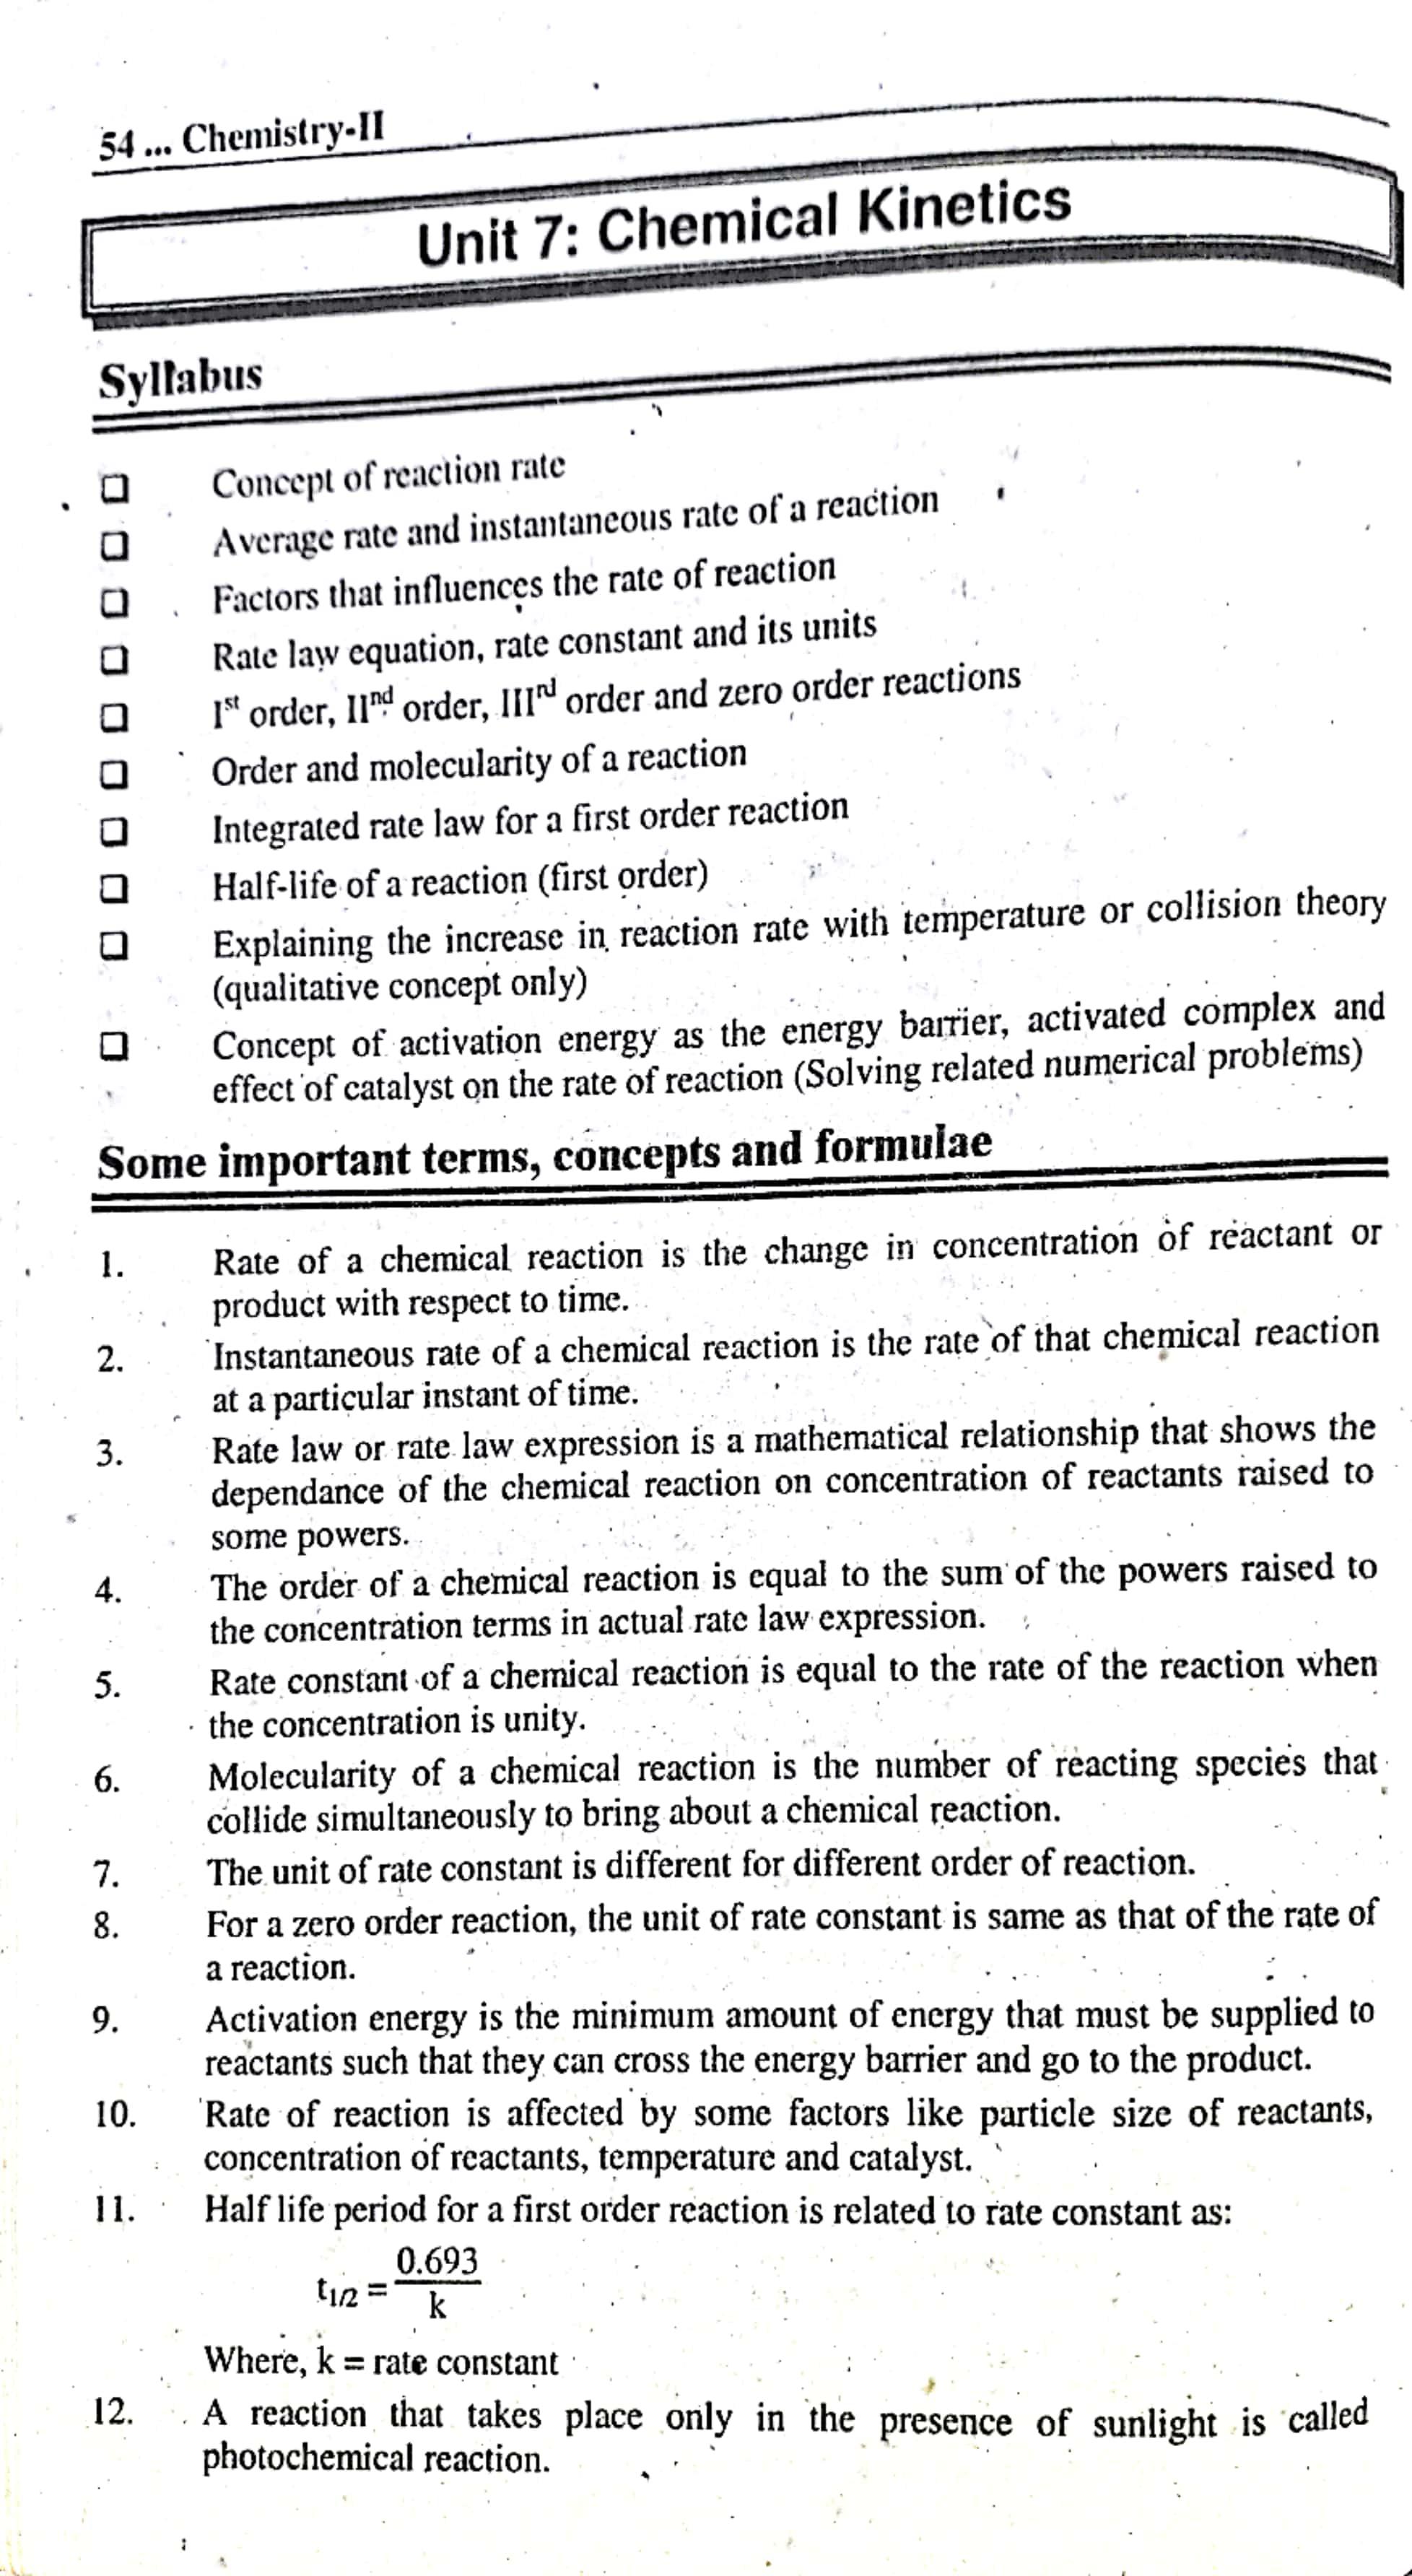 54 ... Chemistry-II
Unit 7: Chemical Kinetics
Syllabus
❑ Concept of reaction rate
❑ Average rate and instantaneous rate of a reaction
❑ Factors that influences the rate of reaction
❑ Rate law equation, rate constant and its units
❑ Ist order, IInd order, IIIrd order and zero order reactions
❑ Order and molecularity of a reaction
❑ Integrated rate law for a first order reaction
❑ Half-life of a reaction (first order)
❑ Explaining the increase in reaction rate with temperature or collision theory
(qualitative concept only)
❑ Concept of activation energy as the energy barrier, activated complex and
effect of catalyst on the rate of reaction (Solving related numerical problems)
Some important terms, concepts and formulae
1. Rate of a chemical reaction is the change in concentration of reactant or
product with respect to time.
2. Instantaneous rate of a chemical reaction is the rate of that chemical reaction
at a particular instant of time.
3. Rate law or rate law expression is a mathematical relationship that shows the
dependance of the chemical reaction on concentration of reactants raised to
some powers.
4. The order of a chemical reaction is equal to the sum of the powers raised to
the concentration terms in actual rate law expression.
5. Rate constant of a chemical reaction is equal to the rate of the reaction when
the concentration is unity.
6. Molecularity of a chemical reaction is the number of reacting species that
collide simultaneously to bring about a chemical reaction.
7. The unit of rate constant is different for different order of reaction.
8. For a zero order reaction, the unit of rate constant is same as that of the rate of
a reaction.
9. Activation energy is the minimum amount of energy that must be supplied to
reactants such that they can cross the energy barrier and go to the product.
10. Rate of reaction is affected by some factors like particle size of reactants,
concentration of reactants, temperature and catalyst.
11. Half life period for a first order reaction is related to rate constant as:
t1/2 = 0.693 / k
Where, k = rate constant
12. A reaction that takes place only in the presence of sunlight is called
photochemical reaction.